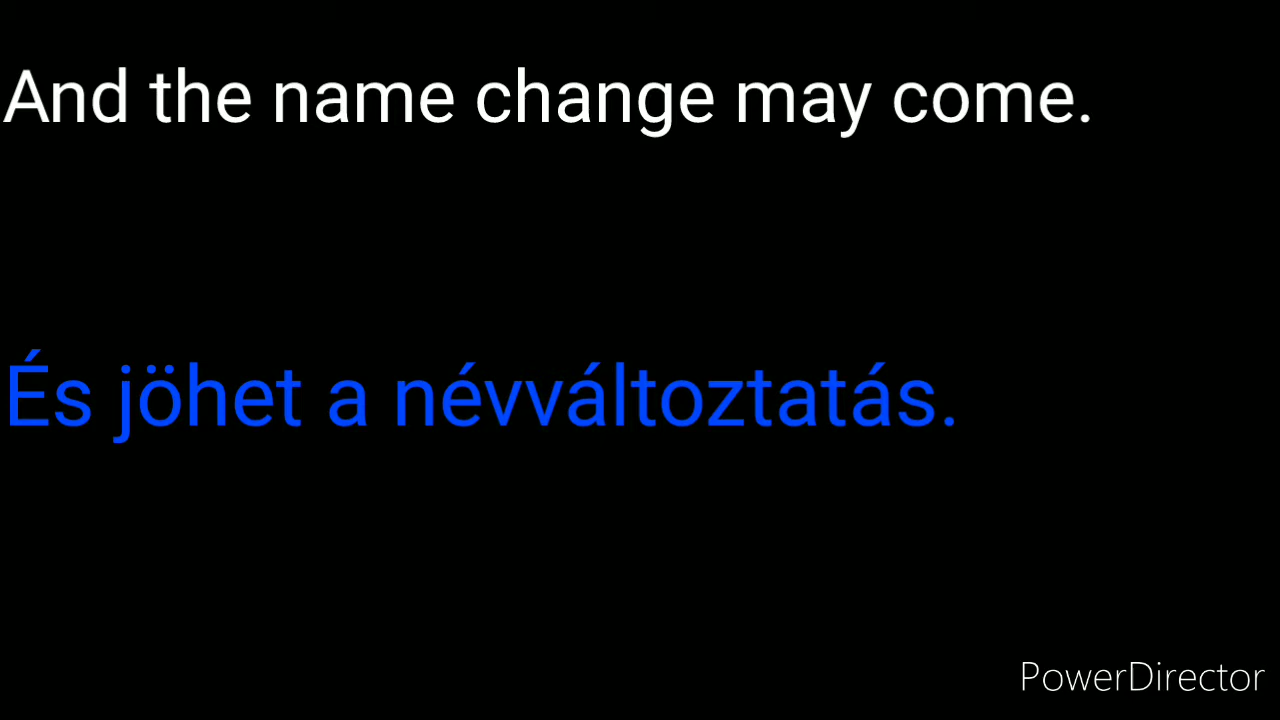 And the name change may come.
És jöhet a névváltoztatás.
PowerDirector